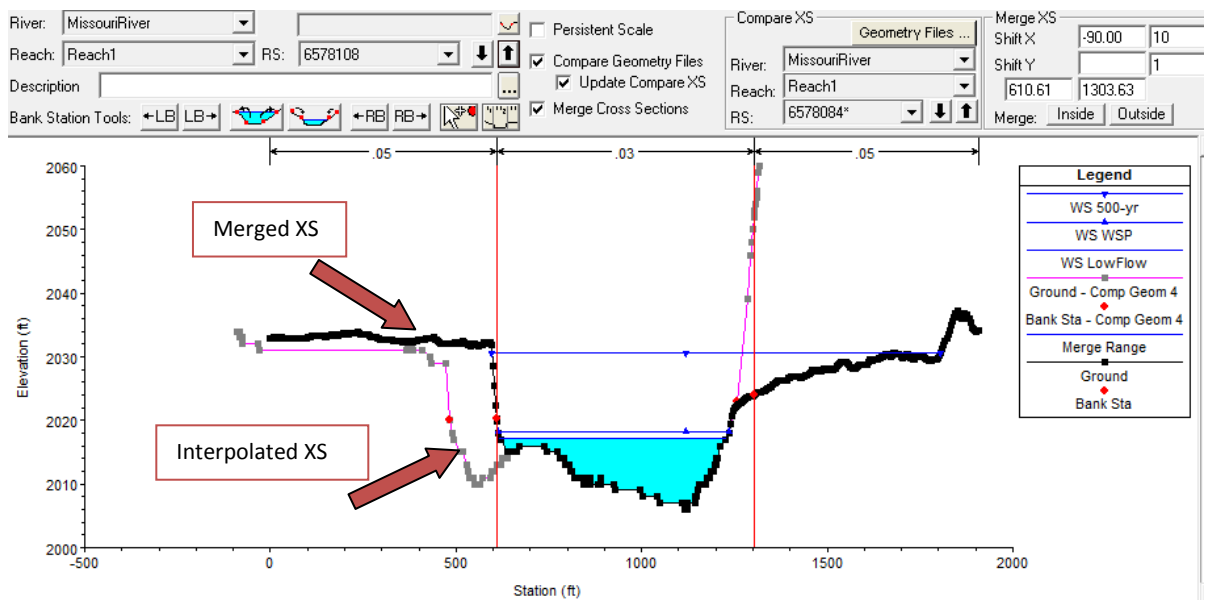 River: MissouriRiver
Reach: Reach1 RS: 6578108
Description ...
Bank Station Tools: ←LB LB→ ←RB RB→
Persistent Scale
Compare Geometry Files
Update Compare XS
Merge Cross Sections
Compare XS
Geometry Files ...
River: MissouriRiver
Reach: Reach1
RS: 6578084*
Merge XS
Shift X -90.00 10
Shift Y 1
610.61 1303.63
Merge: Inside Outside
.05 .03 .05
2060
2050
2040
2030
2020
2010
2000
Elevation (ft)
Merged XS
Interpolated XS
-500 0 500 1000 1500 2000
Station (ft)
Legend
WS 500-yr
WS WSP
WS LowFlow
Ground - Comp Geom 4
Bank Sta - Comp Geom 4
Merge Range
Ground
Bank Sta